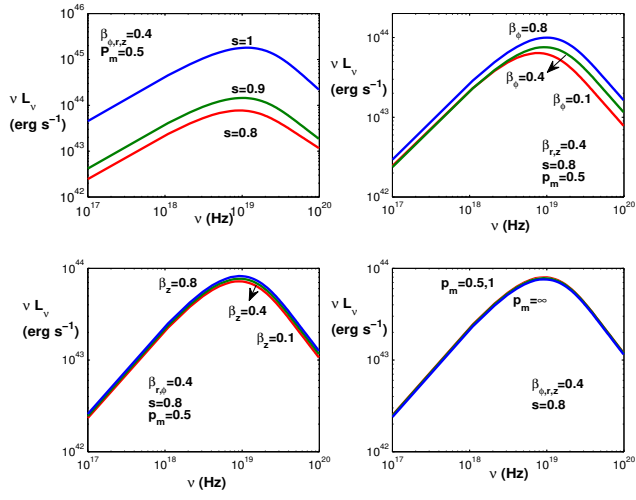 10^46
β_ϕ,r,z=0.4
P_m=0.5
s=1
10^45
ν L_ν
(erg s^−1)
10^44
s=0.9
s=0.8
10^43
10^42
10^17 10^18 10^19 10^20
ν (Hz)
β_ϕ=0.8
10^44
ν L_ν
(erg s^−1)
β_ϕ=0.4
β_ϕ=0.1
10^43
β_r,z=0.4
s=0.8
p_m=0.5
10^42
10^17 10^18 10^19 10^20
ν (Hz)
10^44
β_z=0.8
ν L_ν
(erg s^−1)
β_z=0.4
β_z=0.1
10^43
β_r,ϕ=0.4
s=0.8
p_m=0.5
10^42
10^17 10^18 10^19 10^20
ν (Hz)
10^44
p_m=0.5,1
p_m=∞
ν L_ν
(erg s^−1)
10^43
β_ϕ,r,z=0.4
s=0.8
10^42
10^17 10^18 10^19 10^20
ν (Hz)